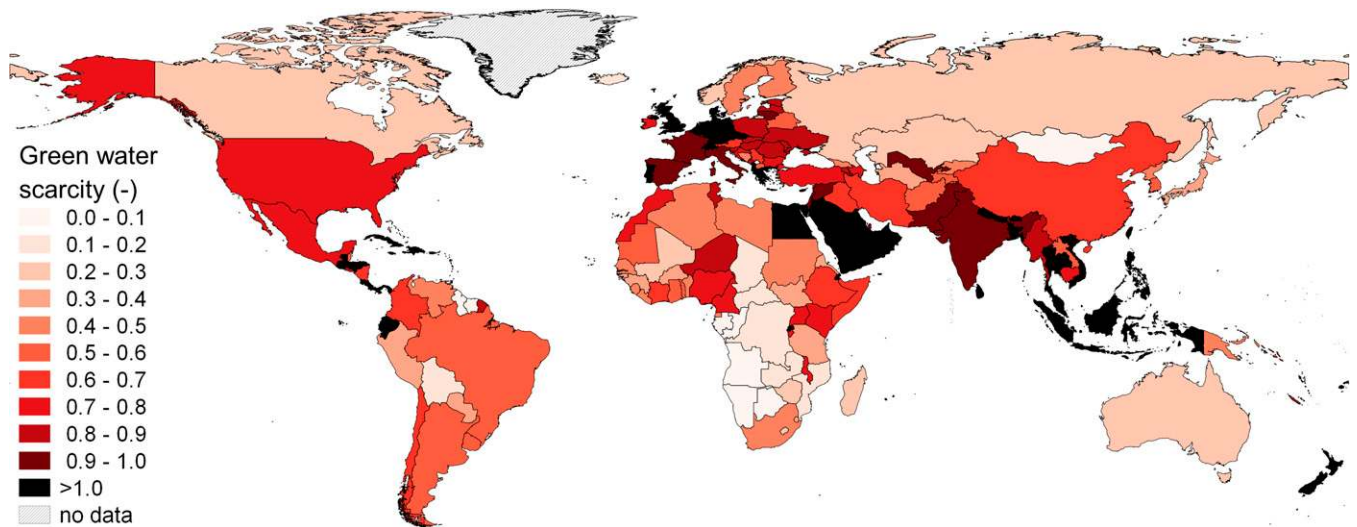 Green water
scarcity (-)
0.0 - 0.1
0.1 - 0.2
0.2 - 0.3
0.3 - 0.4
0.4 - 0.5
0.5 - 0.6
0.6 - 0.7
0.7 - 0.8
0.8 - 0.9
0.9 - 1.0
>1.0
no data